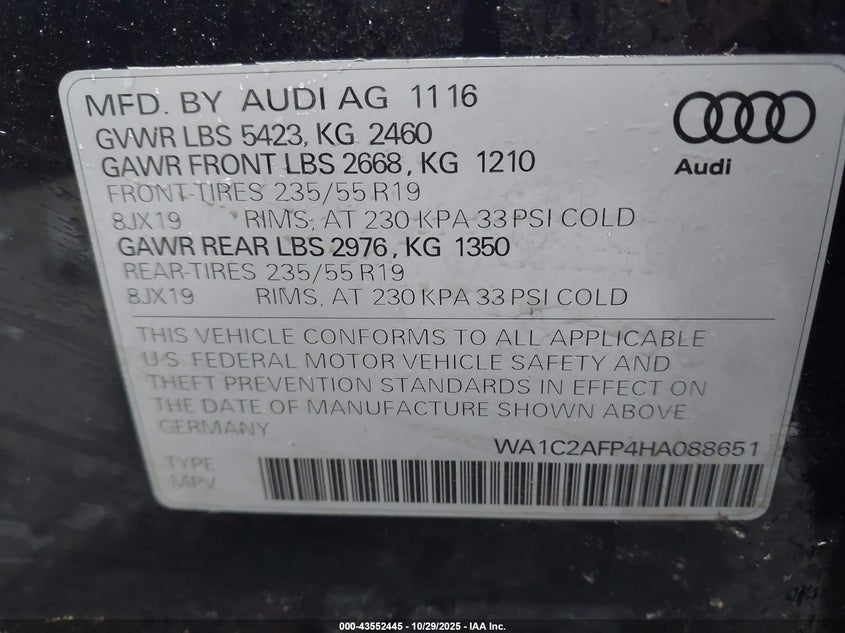 MFD. BY AUDI AG 11 16
GVWR LBS 5423, KG 2460
GAWR FRONT LBS 2668, KG 1210
FRONT-TIRES 235/55 R19
8JX19 RIMS, AT 230 KPA 33 PSI COLD
GAWR REAR LBS 2976, KG 1350
REAR-TIRES 235/55 R19
8JX19 RIMS, AT 230 KPA 33 PSI COLD
Audi
THIS VEHICLE CONFORMS TO ALL APPLICABLE
U.S. FEDERAL MOTOR VEHICLE SAFETY AND
THEFT PREVENTION STANDARDS IN EFFECT ON
THE DATE OF MANUFACTURE SHOWN ABOVE.
GERMANY
WA1C2AFP4HA088651
TYPE
MPV
000-43552445 - 10/29/2025 - IAA Inc.